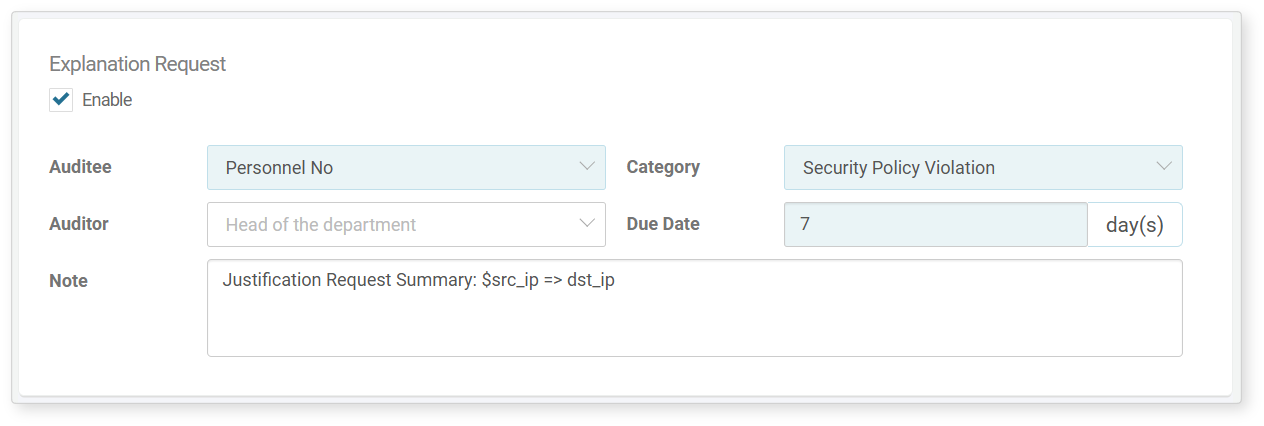 Explanation Request
Enable
Auditee Personnel No Category Security Policy Violation
Auditor Head of the department Due Date 7 day(s)
Note Justification Request Summary: $src_ip => dst_ip